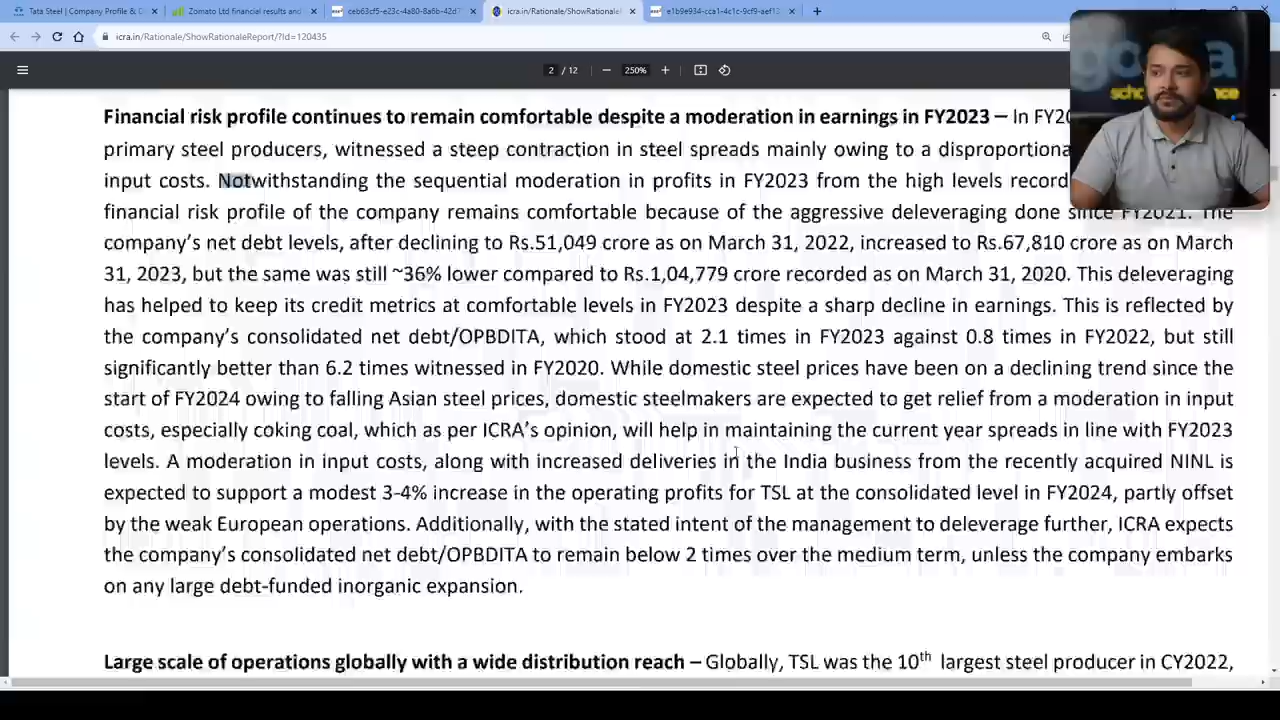 Tata Steel | Company Profile & D
Zomato Ltd financial results and
ceb63cf5-e23c-4a80-8a6b-42d7
icra.in/Rationale/ShowRationaleR
e1b9e934-cca1-4c1c-9cf9-aef12
icra.in/Rationale/ShowRationaleReport/?Id=120435
2 / 12
250%
Financial risk profile continues to remain comfortable despite a moderation in earnings in FY2023 – In FY20
primary steel producers, witnessed a steep contraction in steel spreads mainly owing to a disproportiona
input costs. Notwithstanding the sequential moderation in profits in FY2023 from the high levels record
financial risk profile of the company remains comfortable because of the aggressive deleveraging done since FY2021. The
company's net debt levels, after declining to Rs.51,049 crore as on March 31, 2022, increased to Rs.67,810 crore as on March
31, 2023, but the same was still ~36% lower compared to Rs.1,04,779 crore recorded as on March 31, 2020. This deleveraging
has helped to keep its credit metrics at comfortable levels in FY2023 despite a sharp decline in earnings. This is reflected by
the company's consolidated net debt/OPBDITA, which stood at 2.1 times in FY2023 against 0.8 times in FY2022, but still
significantly better than 6.2 times witnessed in FY2020. While domestic steel prices have been on a declining trend since the
start of FY2024 owing to falling Asian steel prices, domestic steelmakers are expected to get relief from a moderation in input
costs, especially coking coal, which as per ICRA's opinion, will help in maintaining the current year spreads in line with FY2023
levels. A moderation in input costs, along with increased deliveries in the India business from the recently acquired NINL is
expected to support a modest 3-4% increase in the operating profits for TSL at the consolidated level in FY2024, partly offset
by the weak European operations. Additionally, with the stated intent of the management to deleverage further, ICRA expects
the company's consolidated net debt/OPBDITA to remain below 2 times over the medium term, unless the company embarks
on any large debt-funded inorganic expansion.
Large scale of operations globally with a wide distribution reach – Globally, TSL was the 10th largest steel producer in CY2022,